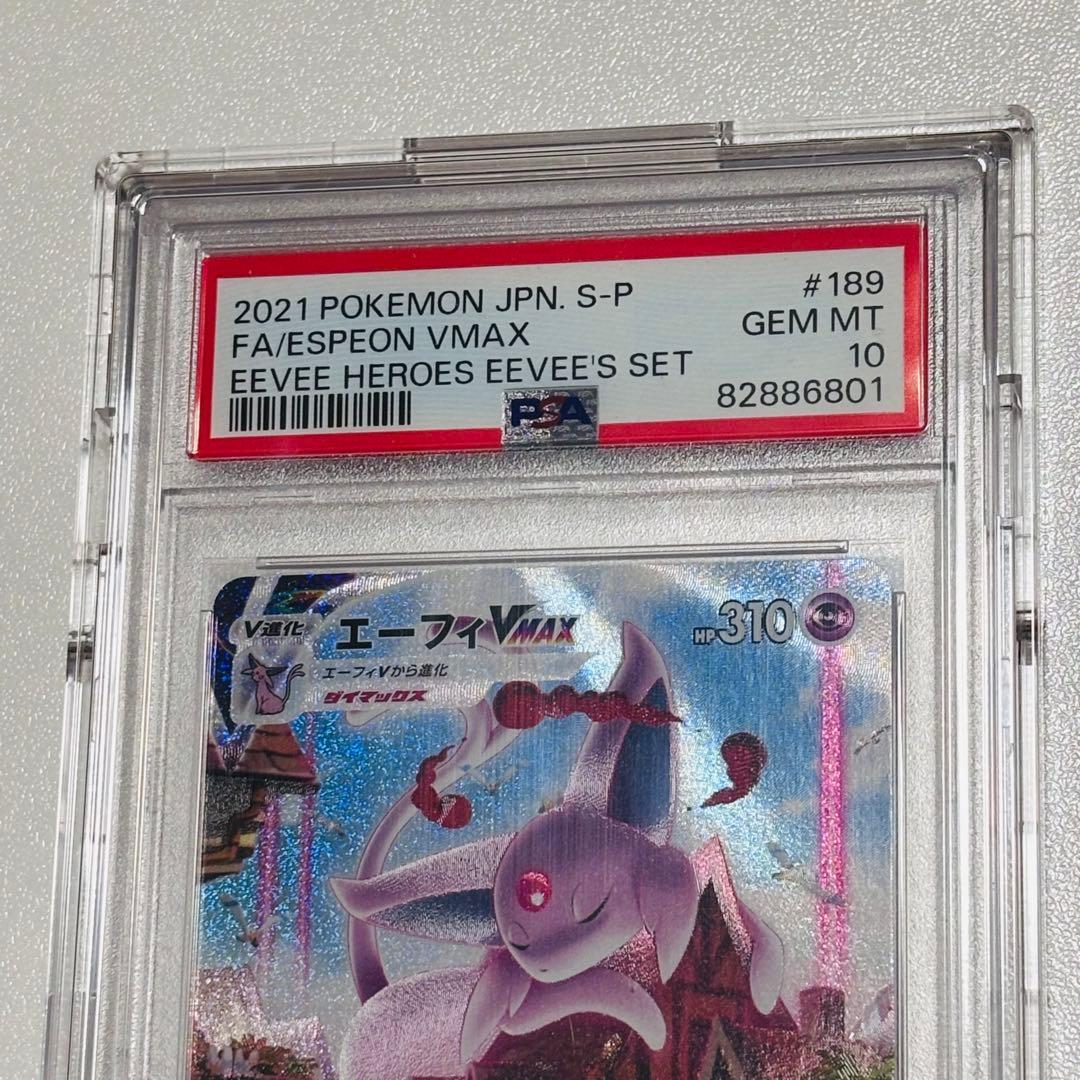 2021 POKEMON JPN. S-P #189
FA/ESPEON VMAX GEM MT
EEVEE HEROES EEVEE'S SET 10
82886801
PSA
V進化 エーフィVMAX HP310
エーフィVから進化
ダイマックス